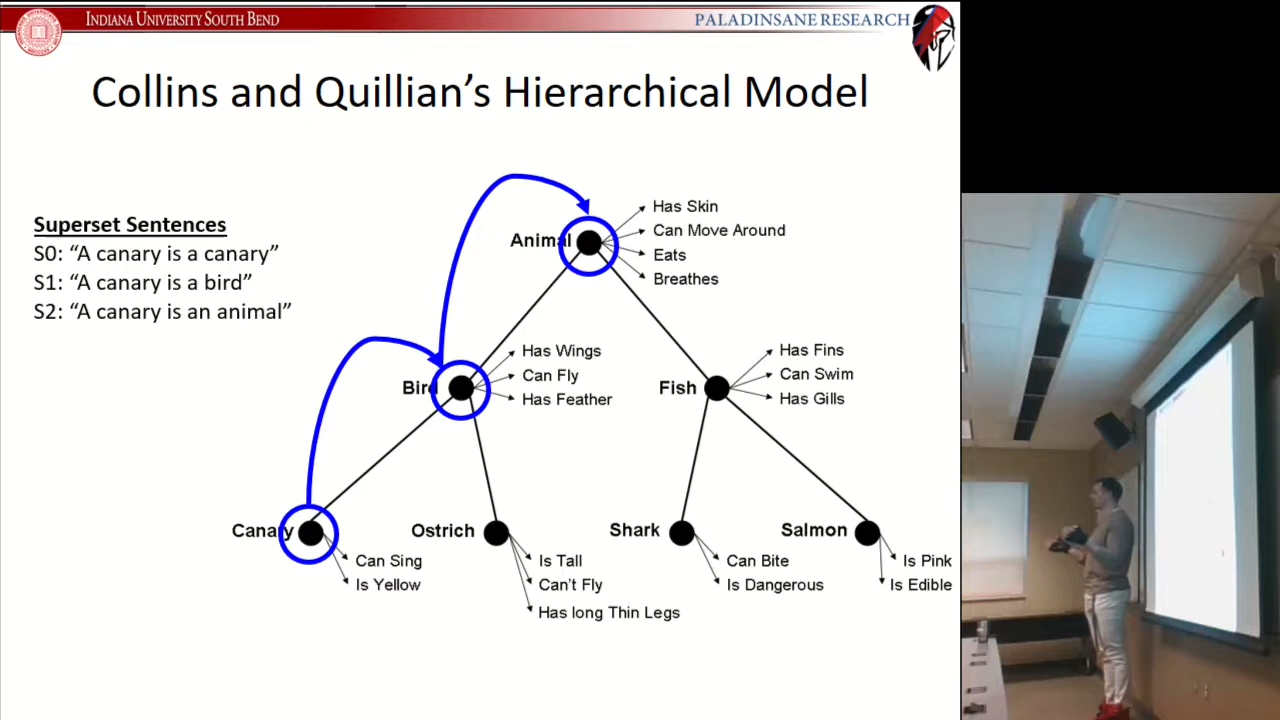 INDIANA UNIVERSITY SOUTH BEND
PALADINSANE RESEARCH
Collins and Quillian's Hierarchical Model
Superset Sentences
S0: "A canary is a canary"
S1: "A canary is a bird"
S2: "A canary is an animal"
Animal
Has Skin
Can Move Around
Eats
Breathes
Bird
Has Wings
Can Fly
Has Feather
Fish
Has Fins
Can Swim
Has Gills
Canary
Can Sing
Is Yellow
Ostrich
Is Tall
Can't Fly
Has long Thin Legs
Shark
Can Bite
Is Dangerous
Salmon
Is Pink
Is Edible